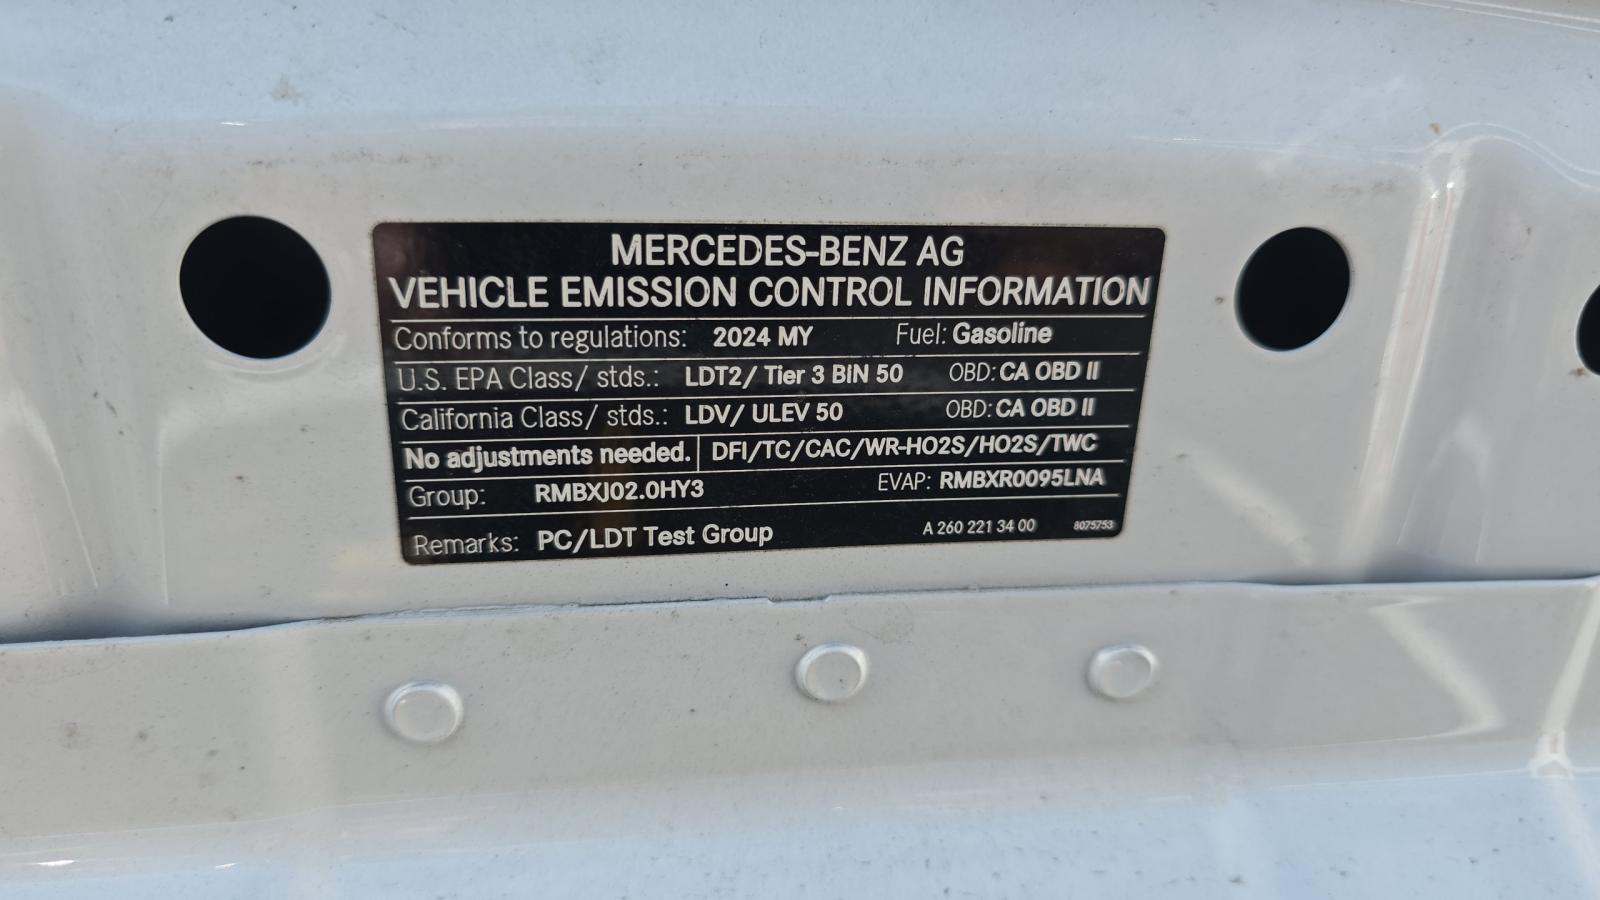 MERCEDES-BENZ AG
VEHICLE EMISSION CONTROL INFORMATION
Conforms to regulations: 2024 MY Fuel: Gasoline
U.S. EPA Class/ stds.: LDT2/ Tier 3 BIN 50 OBD: CA OBD II
California Class/ stds.: LDV/ ULEV 50 OBD: CA OBD II
No adjustments needed. DFI/TC/CAC/WR-HO2S/HO2S/TWC
Group: RMBXJ02.0HY3 EVAP: RMBXR0095LNA
Remarks: PC/LDT Test Group A 260 221 34 00 8075753